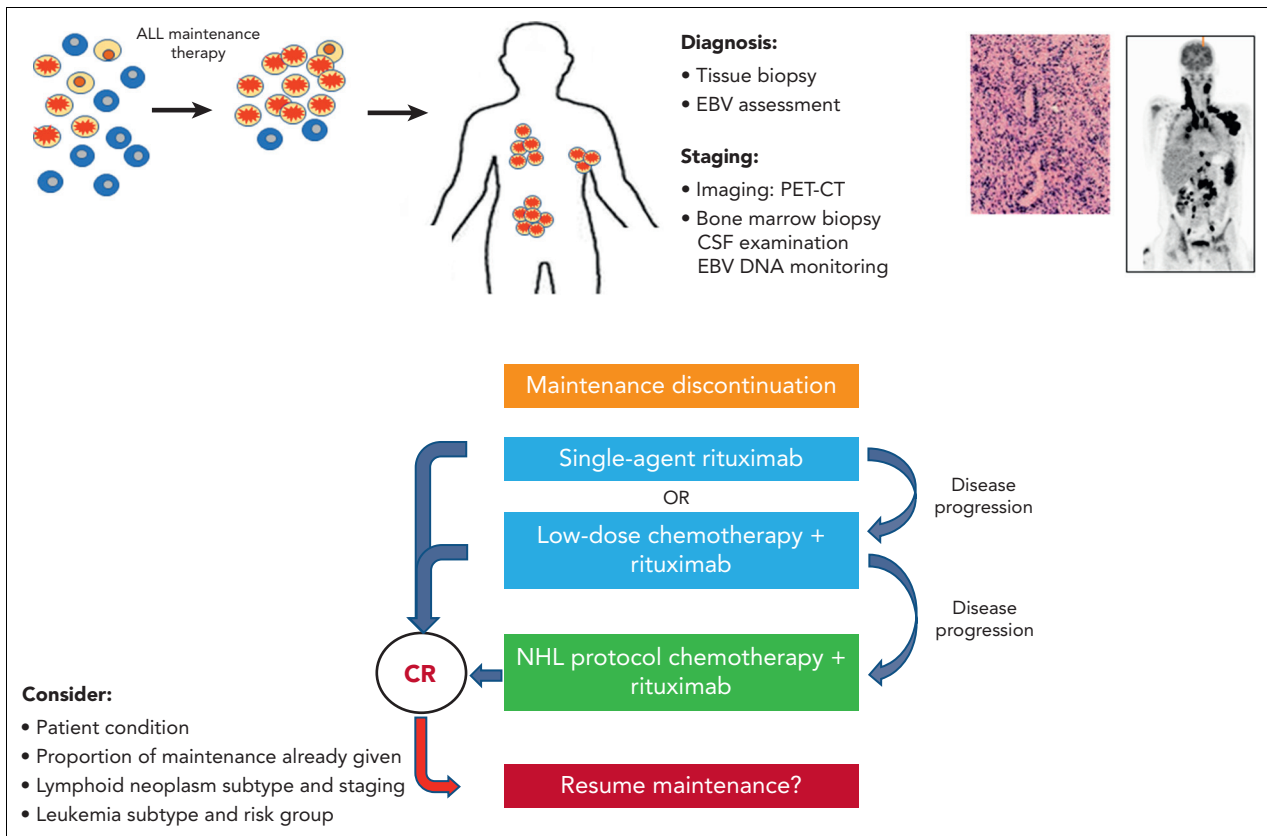 ALL maintenance
therapy
Diagnosis:
• Tissue biopsy
• EBV assessment
Staging:
• Imaging: PET-CT
• Bone marrow biopsy
CSF examination
EBV DNA monitoring
Maintenance discontinuation
Single-agent rituximab
OR
Low-dose chemotherapy +
rituximab
Disease
progression
Disease
progression
NHL protocol chemotherapy +
rituximab
CR
Consider:
• Patient condition
• Proportion of maintenance already given
• Lymphoid neoplasm subtype and staging
• Leukemia subtype and risk group
Resume maintenance?